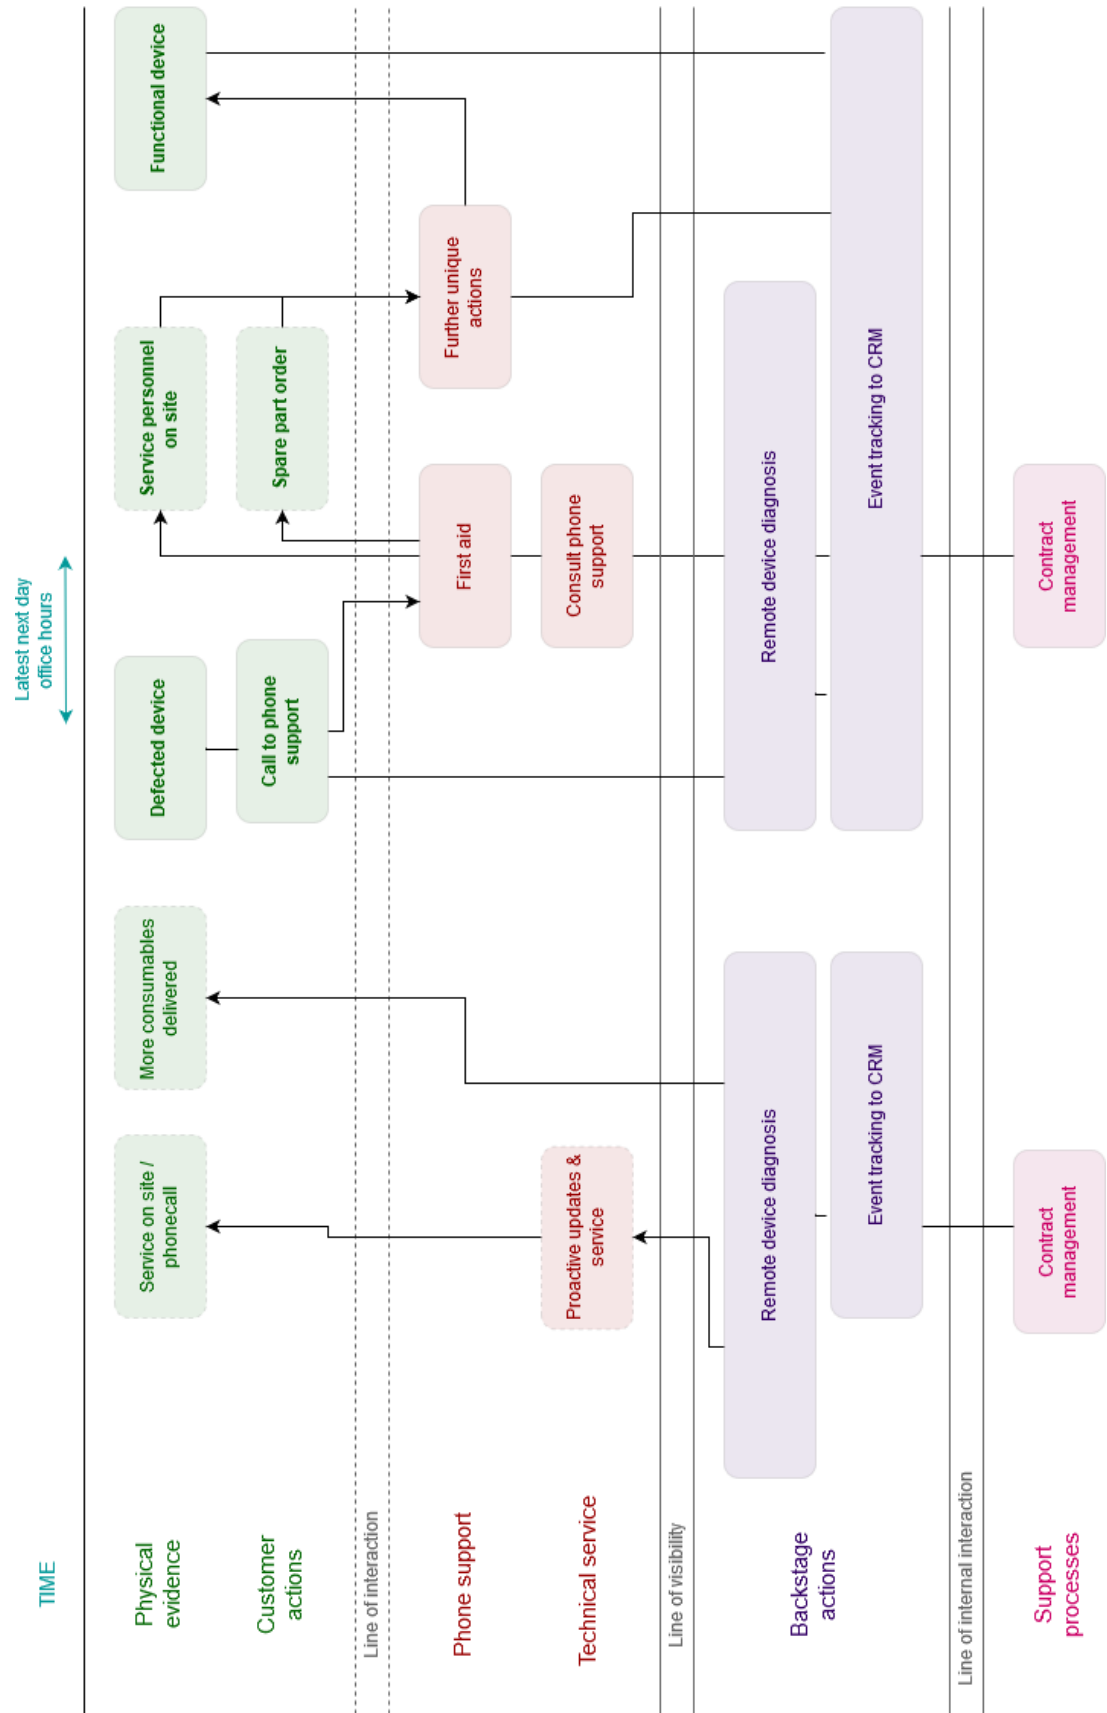 TIME
Latest next day
office hours
Physical
evidence
Service on site /
phonecall
More consumables
delivered
Defected device
Service personnel
on site
Functional device
Customer
actions
Call to phone
support
Spare part order
Line of interaction
Phone support
First aid
Further unique
actions
Technical service
Proactive updates &
service
Consult phone
support
Line of visibility
Backstage
actions
Remote device diagnosis
Remote device diagnosis
Event tracking to CRM
Event tracking to CRM
Line of internal interaction
Support
processes
Contract
management
Contract
management